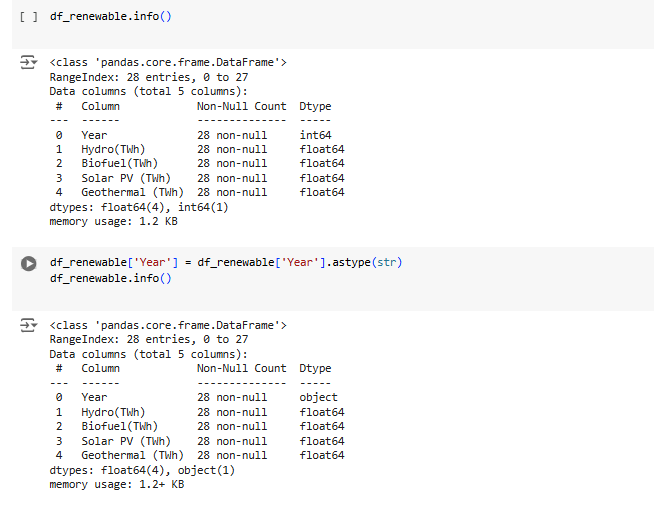 [ ] df_renewable.info()
<class 'pandas.core.frame.DataFrame'>
RangeIndex: 28 entries, 0 to 27
Data columns (total 5 columns):
 #   Column           Non-Null Count  Dtype
---  ------           --------------  -----
 0   Year             28 non-null     int64
 1   Hydro(TWh)       28 non-null     float64
 2   Biofuel(TWh)     28 non-null     float64
 3   Solar PV (TWh)   28 non-null     float64
 4   Geothermal (TWh) 28 non-null     float64
dtypes: float64(4), int64(1)
memory usage: 1.2 KB
df_renewable['Year'] = df_renewable['Year'].astype(str)
df_renewable.info()
<class 'pandas.core.frame.DataFrame'>
RangeIndex: 28 entries, 0 to 27
Data columns (total 5 columns):
 #   Column           Non-Null Count  Dtype
---  ------           --------------  -----
 0   Year             28 non-null     object
 1   Hydro(TWh)       28 non-null     float64
 2   Biofuel(TWh)     28 non-null     float64
 3   Solar PV (TWh)   28 non-null     float64
 4   Geothermal (TWh) 28 non-null     float64
dtypes: float64(4), object(1)
memory usage: 1.2+ KB